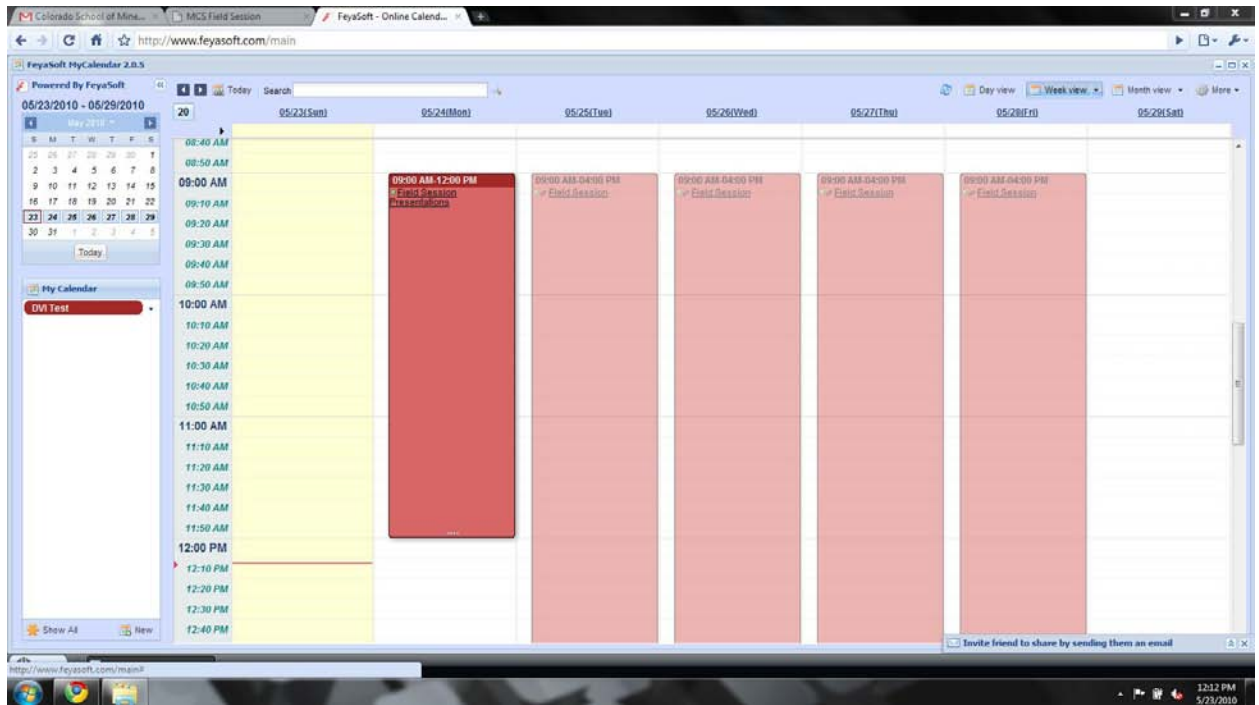 Colorado School of Mine...
MCS Field Session
FeyaSoft - Online Calend...
http://www.feyasoft.com/main
FeyaSoft MyCalendar 2.0.5
Powered By FeyaSoft
05/23/2010 - 05/29/2010
May 2010
S M T W T F S
25 26 27 28 29 30 1
2 3 4 5 6 7 8
9 10 11 12 13 14 15
16 17 18 19 20 21 22
23 24 25 26 27 28 29
30 31 1 2 3 4 5
Today
My Calendar
DVI Test
Show All New
Today Search
Day view Week view Month view More
20 05/23(Sun) 05/24(Mon) 05/25(Tue) 05/26(Wed) 05/27(Thu) 05/28(Fri) 05/29(Sat)
08:40 AM
08:50 AM
09:00 AM
09:10 AM
09:20 AM
09:30 AM
09:40 AM
09:50 AM
10:00 AM
10:10 AM
10:20 AM
10:30 AM
10:40 AM
10:50 AM
11:00 AM
11:10 AM
11:20 AM
11:30 AM
11:40 AM
11:50 AM
12:00 PM
12:10 PM
12:20 PM
12:30 PM
12:40 PM
09:00 AM-12:00 PM
Field Session
Presentations
09:00 AM-04:00 PM
Field Session
09:00 AM-04:00 PM
Field Session
09:00 AM-04:00 PM
Field Session
09:00 AM-04:00 PM
Field Session
Invite friend to share by sending them an email
http://www.feyasoft.com/main#
12:12 PM
5/23/2010